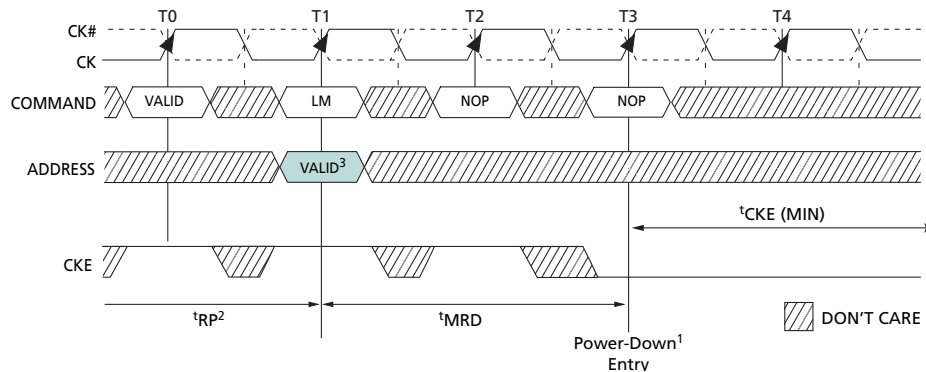 T0 T1 T2 T3 T4
CK#
CK
COMMAND VALID LM NOP NOP
ADDRESS VALID³
ᵗCKE (MIN)
CKE
ᵗRP² ᵗMRD
DON'T CARE
Power-Down¹
Entry